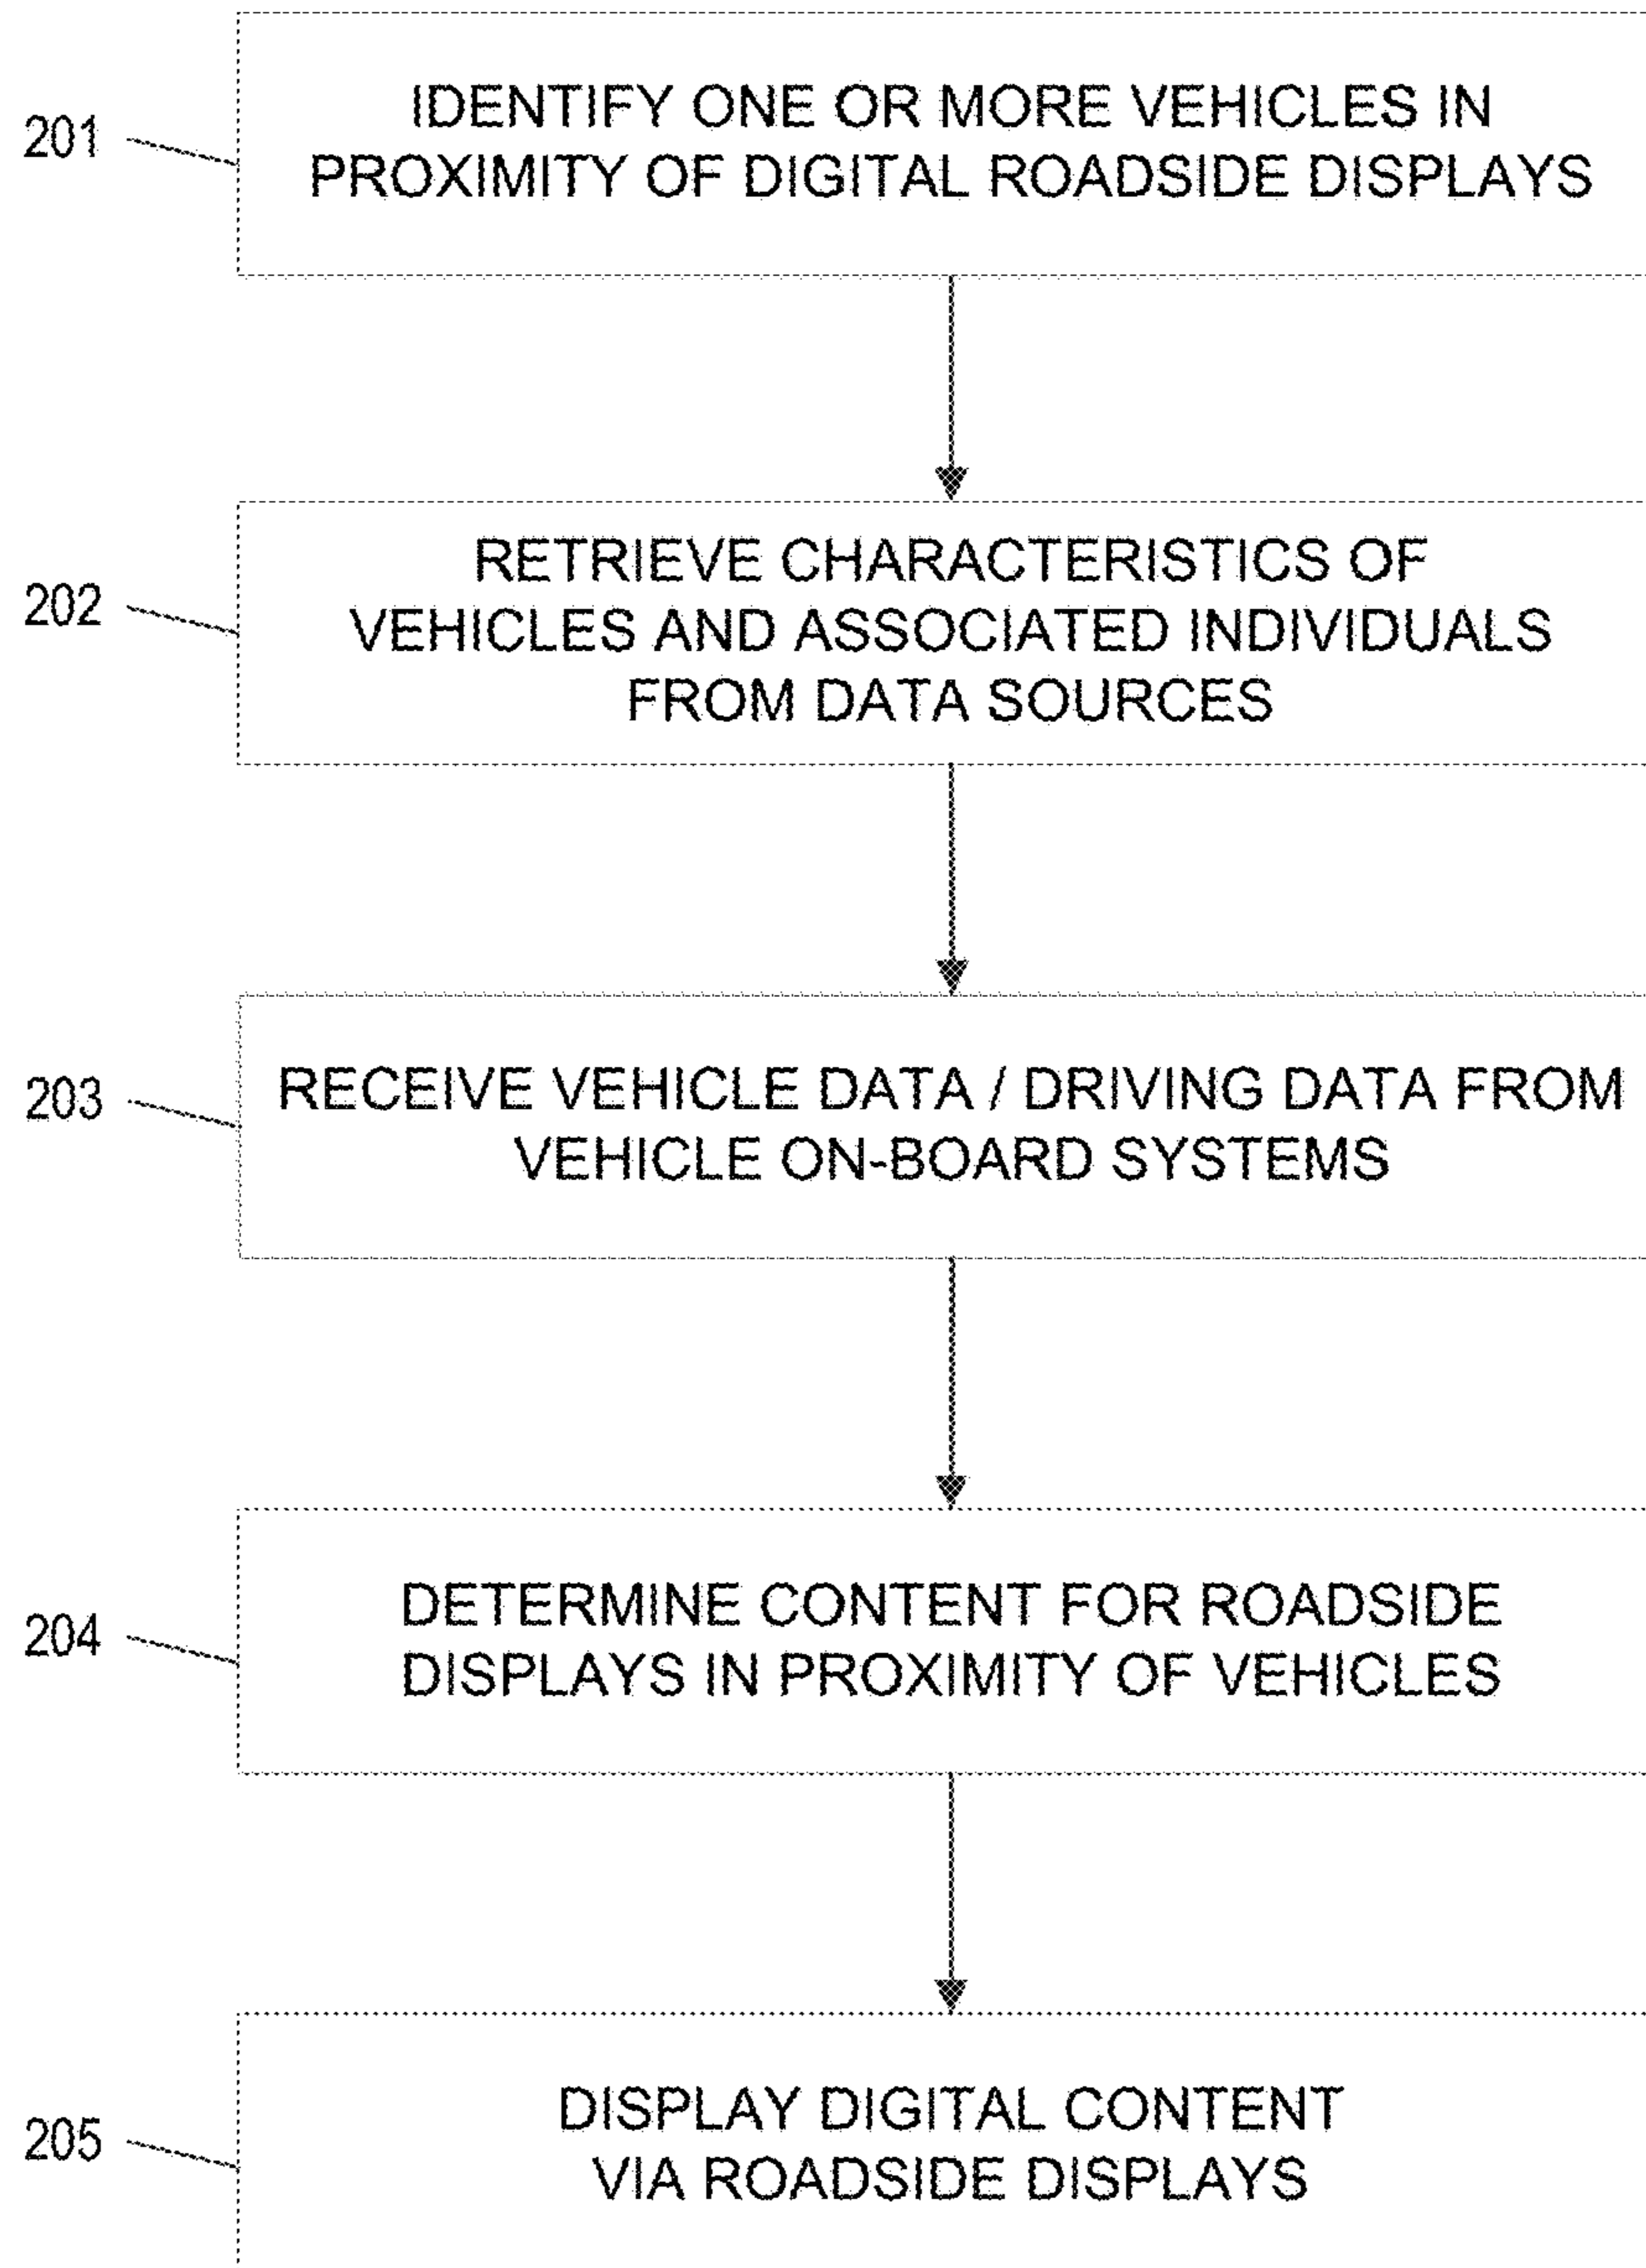 201
IDENTIFY ONE OR MORE VEHICLES IN
PROXIMITY OF DIGITAL ROADSIDE DISPLAYS
202
RETRIEVE CHARACTERISTICS OF
VEHICLES AND ASSOCIATED INDIVIDUALS
FROM DATA SOURCES
203
RECEIVE VEHICLE DATA / DRIVING DATA FROM
VEHICLE ON-BOARD SYSTEMS
204
DETERMINE CONTENT FOR ROADSIDE
DISPLAYS IN PROXIMITY OF VEHICLES
205
DISPLAY DIGITAL CONTENT
VIA ROADSIDE DISPLAYS